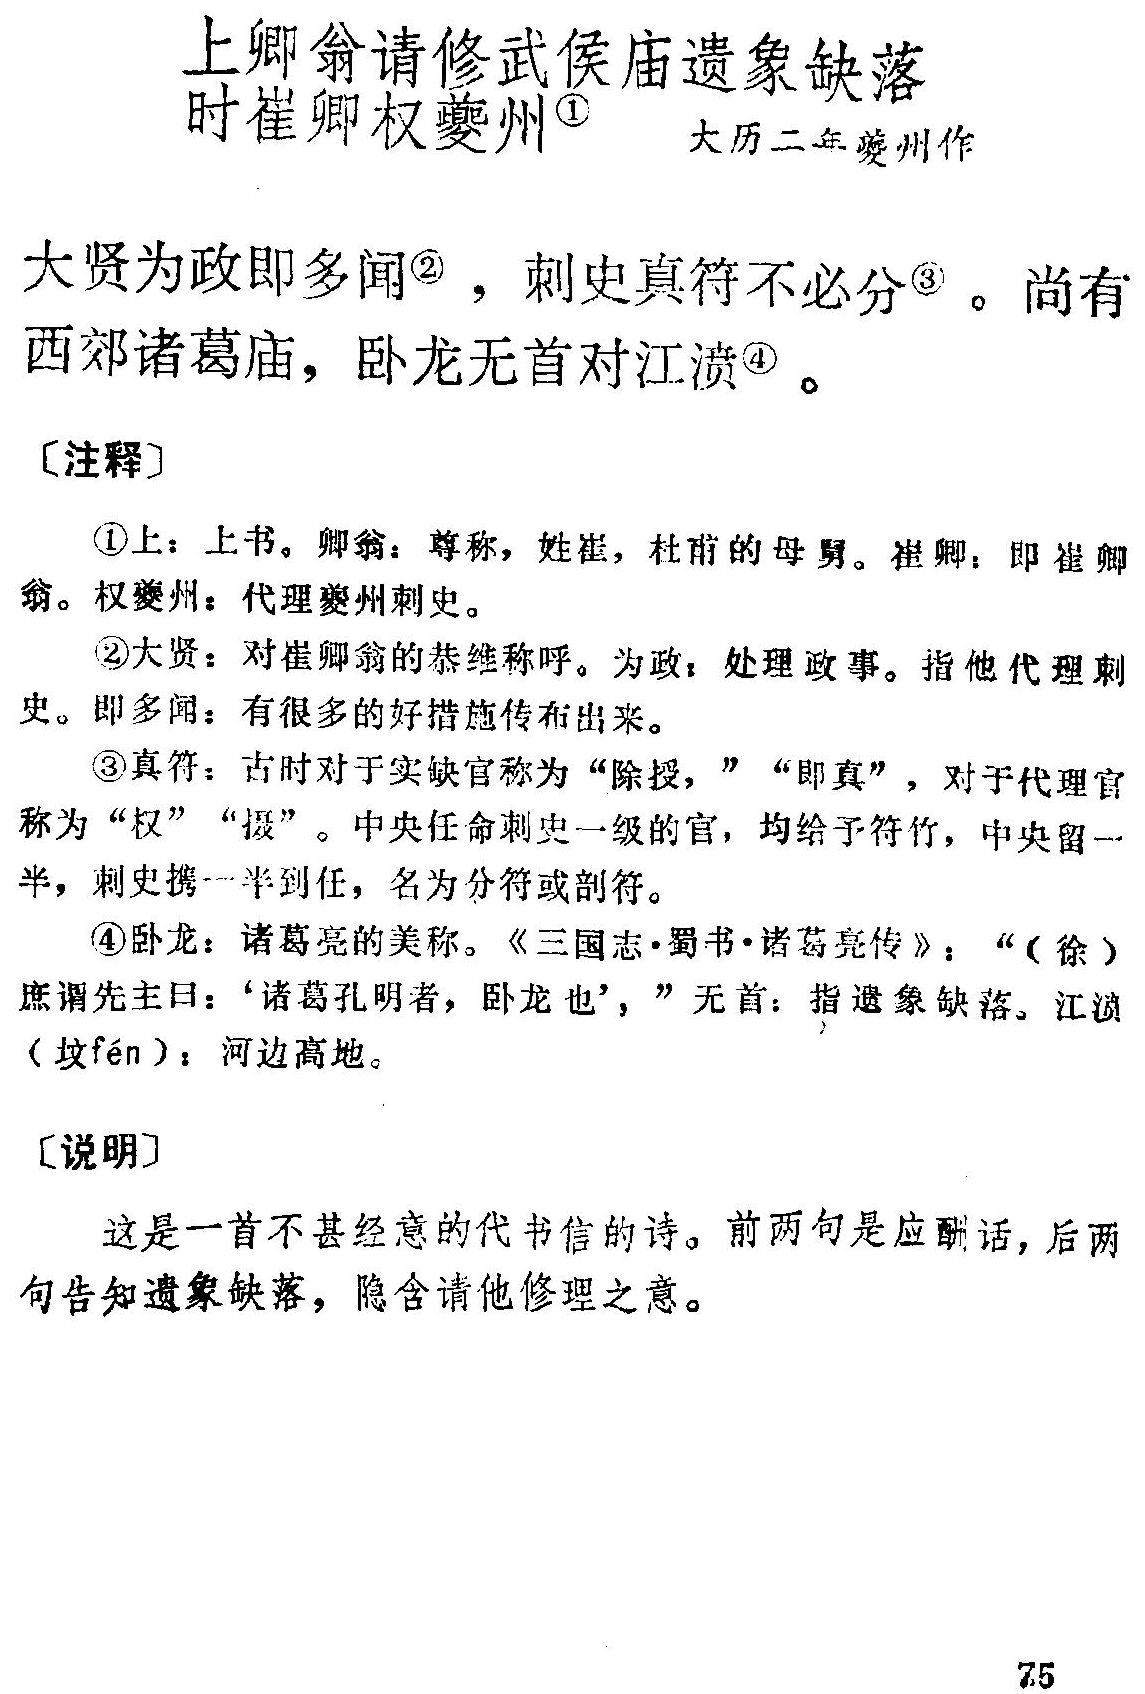 上卿翁请修武侯庙遗象缺落
时崔卿权夔州①　　大历二年夔州作
大贤为政即多闻②，刺史真符不必分③。尚有
西郊诸葛庙，卧龙无首对江濆④。
〔注释〕
①上：上书。卿翁：尊称，姓崔，杜甫的母舅。崔卿：即崔卿
翁。权夔州：代理夔州刺史。
②大贤：对崔卿翁的恭维称呼。为政：处理政事。指他代理刺
史。即多闻：有很多的好措施传布出来。
③真符：古时对于实缺官称为“除授，”“即真”，对于代理官
称为“权”“摄”。中央任命刺史一级的官，均给予符竹，中央留一
半，刺史携一半到任，名为分符或剖符。
④卧龙：诸葛亮的美称。《三国志·蜀书·诸葛亮传》：“（徐）
庶谓先主曰：‘诸葛孔明者，卧龙也’，”无首：指遗象缺落。江濆
（坟fén）：河边高地。
〔说明〕
这是一首不甚经意的代书信的诗。前两句是应酬话，后两
句告知遗象缺落，隐含请他修理之意。
75